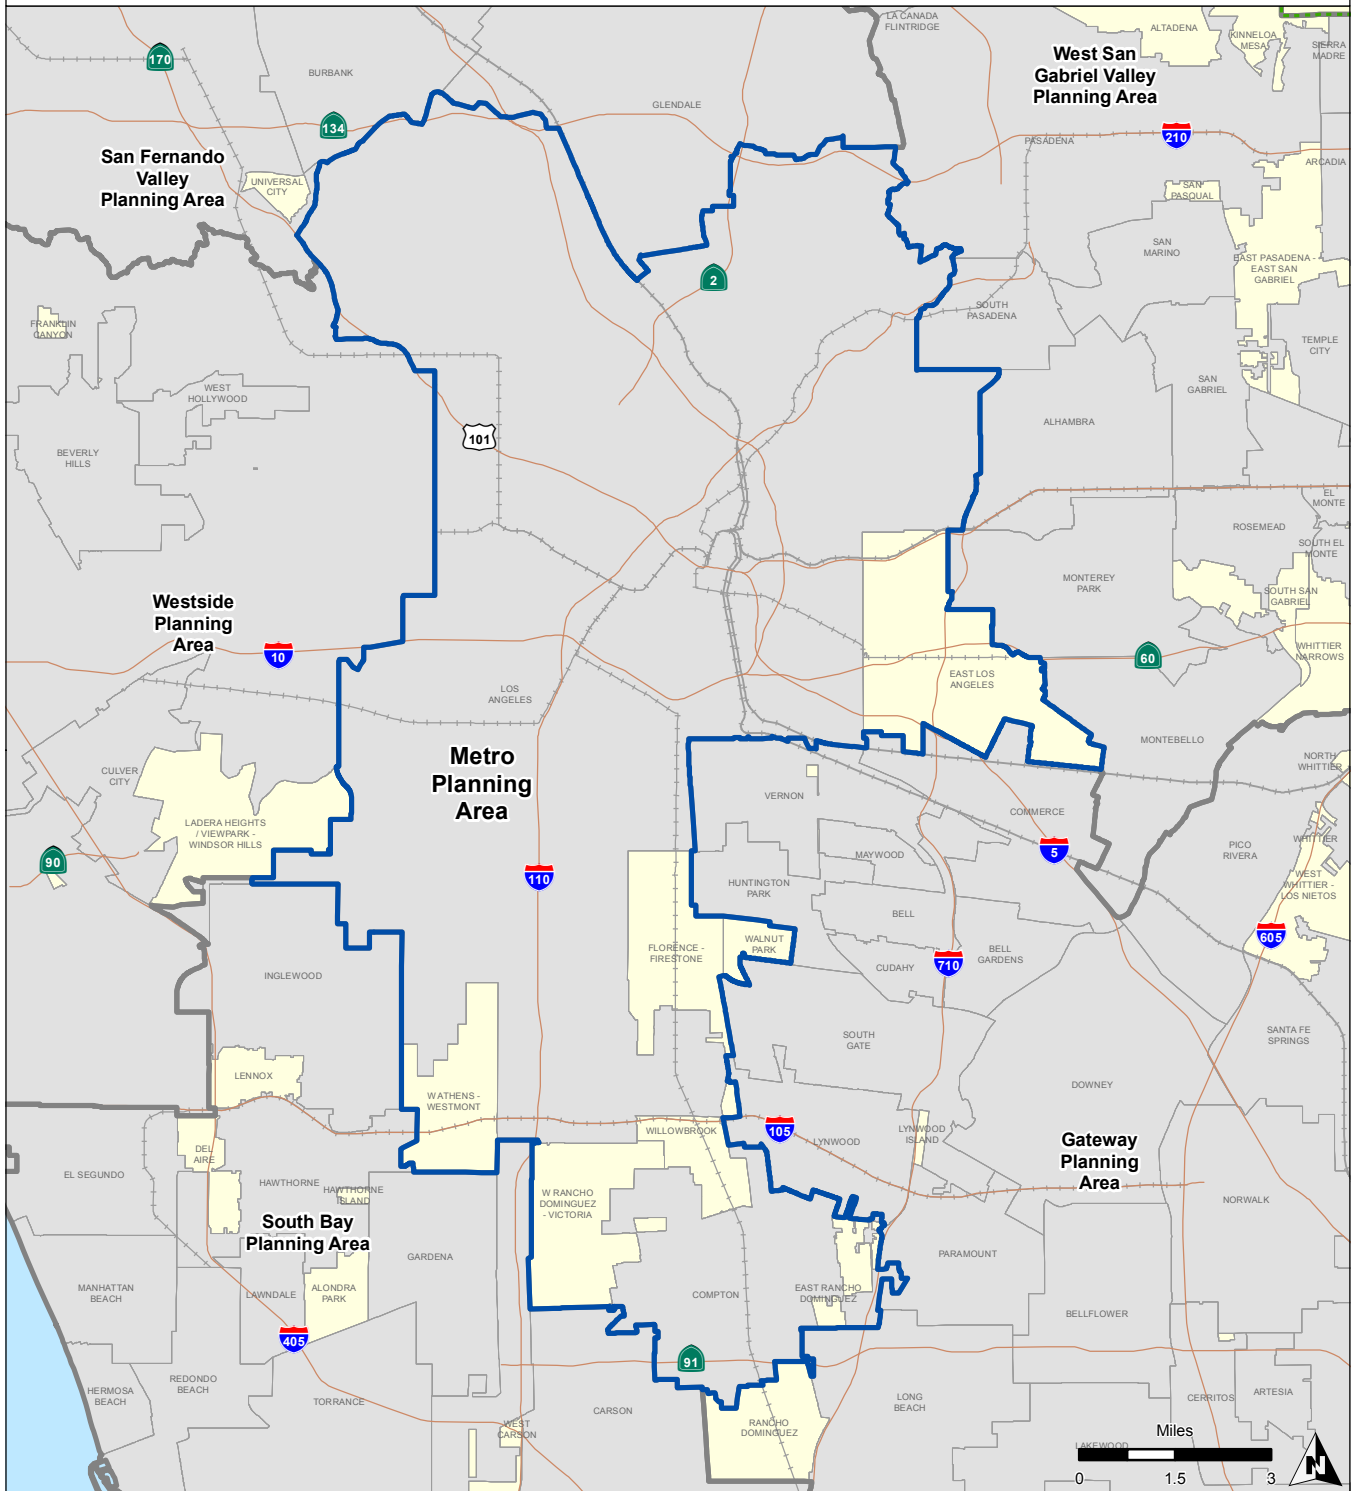 LA CANADA
FLINTRIDGE
ALTADENA
KINNELOA
MESA
SIERRA
MADRE
170
BURBANK
West San
Gabriel Valley
Planning Area
GLENDALE
134
210
PASADENA
San Fernando
Valley
Planning Area
ARCADIA
UNIVERSAL
CITY
SAN
PASQUAL
SAN
MARINO
EAST PASADENA -
EAST SAN
GABRIEL
2
SOUTH
PASADENA
FRANKLIN
CANYON
TEMPLE
CITY
WEST
HOLLYWOOD
SAN
GABRIEL
ALHAMBRA
101
BEVERLY
HILLS
EL
MONTE
ROSEMEAD
SOUTH EL
MONTE
MONTEREY
PARK
SOUTH SAN
GABRIEL
Westside
Planning
Area
10
60
WHITTIER
NARROWS
EAST LOS
ANGELES
LOS
ANGELES
MONTEBELLO
Metro
Planning
Area
NORTH
WHITTIER
CULVER
CITY
VERNON
COMMERCE
LADERA HEIGHTS
/ VIEWPARK -
WINDSOR HILLS
WHITTIER
PICO
RIVERA
5
MAYWOOD
90
110
HUNTINGTON
PARK
WEST
WHITTIER -
LOS NIETOS
BELL
605
FLORENCE -
FIRESTONE
WALNUT
PARK
BELL
GARDENS
710
CUDAHY
INGLEWOOD
SOUTH
GATE
SANTA FE
SPRINGS
LENNOX
DOWNEY
W ATHENS -
WESTMONT
WILLOWBROOK
105
LYNWOOD
LYNWOOD
ISLAND
Gateway
Planning
Area
DEL
AIRE
EL SEGUNDO
HAWTHORNE
HAWTHORNE
ISLAND
W RANCHO
DOMINGUEZ
- VICTORIA
NORWALK
South Bay
Planning Area
GARDENA
PARAMOUNT
MANHATTAN
BEACH
LAWNDALE
ALONDRA
PARK
COMPTON
EAST RANCHO
DOMINGUEZ
BELLFLOWER
405
91
REDONDO
BEACH
HERMOSA
BEACH
TORRANCE
CARSON
LONG
BEACH
CERRITOS
ARTESIA
WEST
CARSON
RANCHO
DOMINGUEZ
LAKEWOOD
Miles
0 1.5 3
N